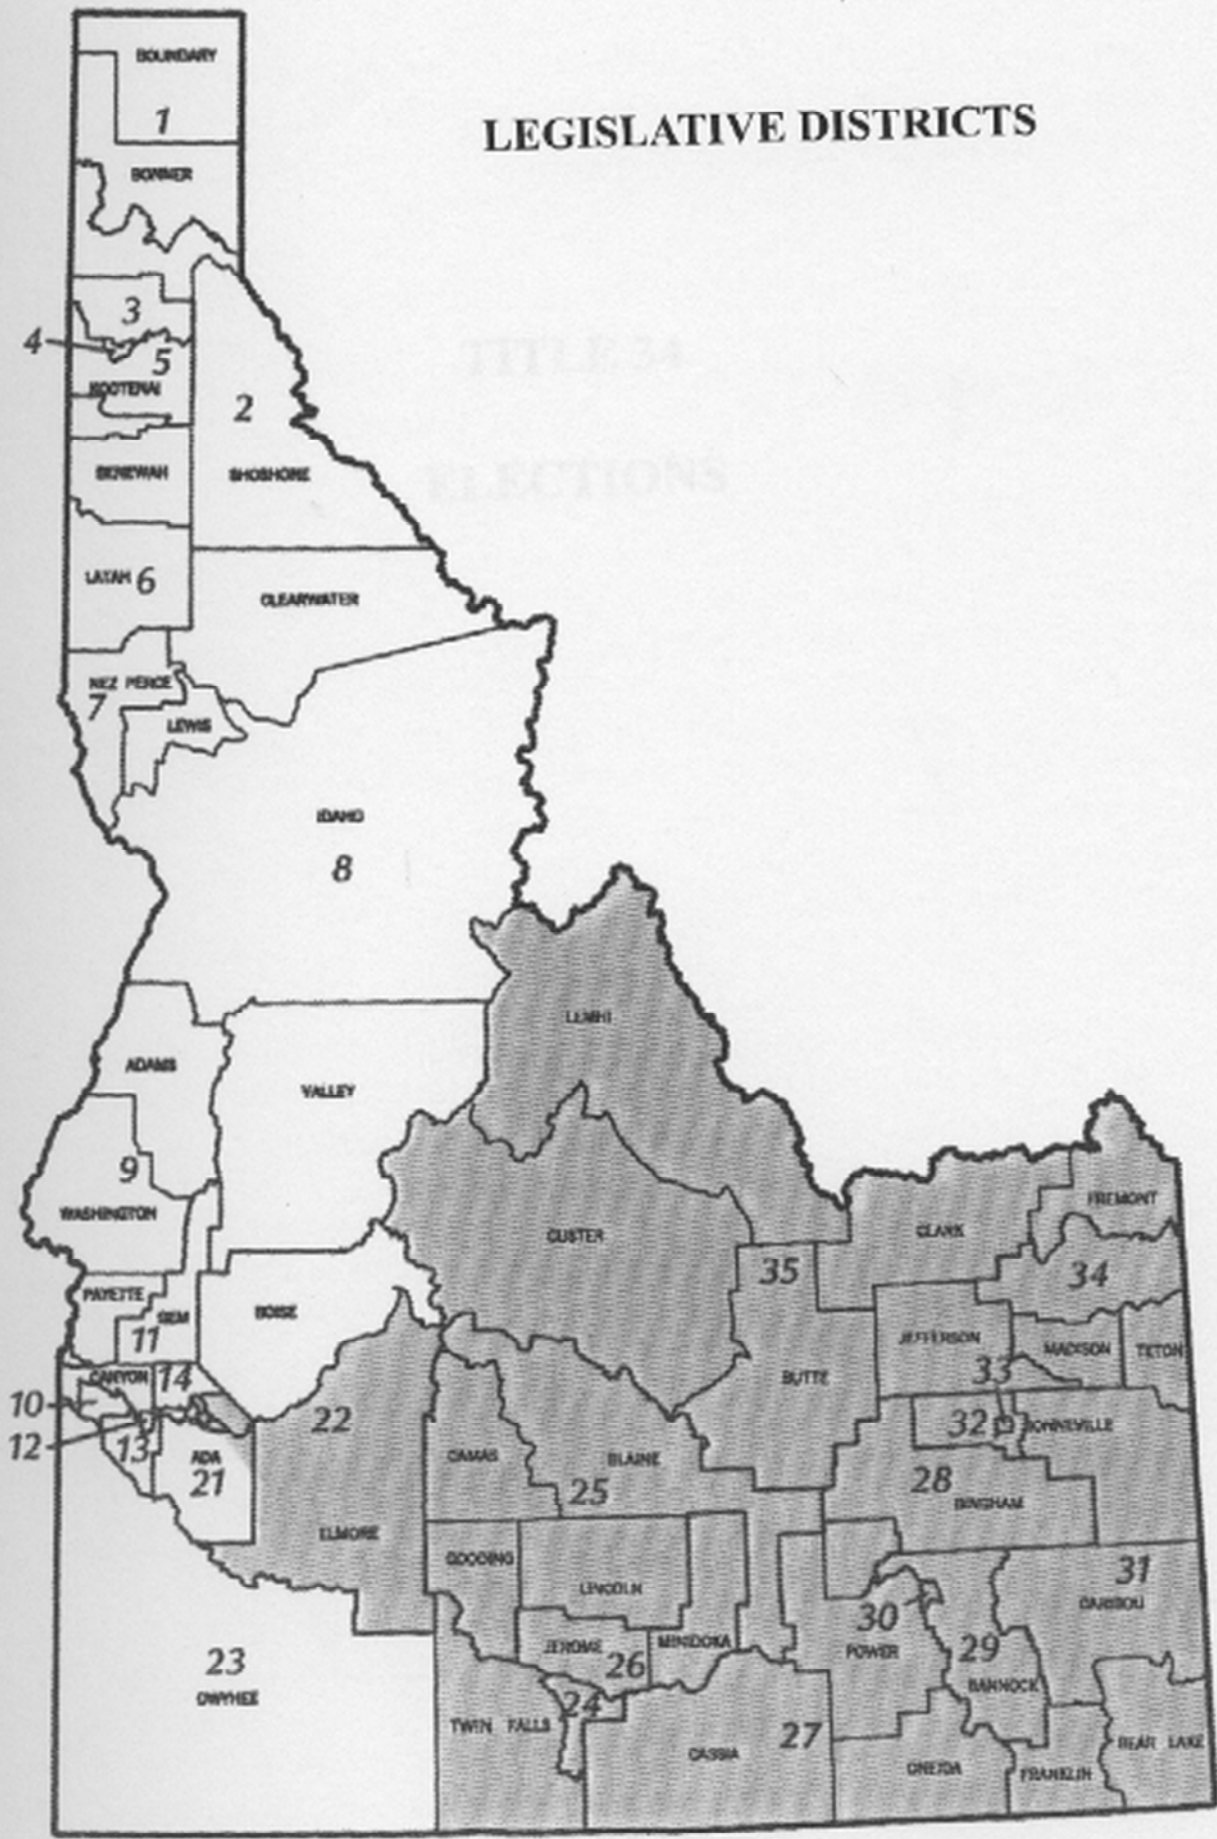 LEGISLATIVE DISTRICTS
BOUNDARY
1
BONNER
3
4
5
KOOTENAI
2
BENEWAH
SHOSHONE
TITLE 34
ELECTIONS
LATAH 6
CLEARWATER
NEZ PERCE
7
LEWIS
IDAHO
8
LEMHI
ADAMS
VALLEY
9
WASHINGTON
CUSTER
CLARK
FREMONT
35
34
PAYETTE
GEM
BOISE
11
JEFFERSON
MADISON
TETON
CANYON
14
BUTTE
33
10
22
32
BONNEVILLE
12
13
ADA
21
CAMAS
BLAINE
25
28
BINGHAM
ELMORE
GOODING
LINCOLN
31
CARIBOU
30
POWER
JEROME
26
MINIDOKA
29
BANNOCK
23
OWYHEE
24
TWIN FALLS
CASSIA
27
ONEIDA
FRANKLIN
BEAR LAKE